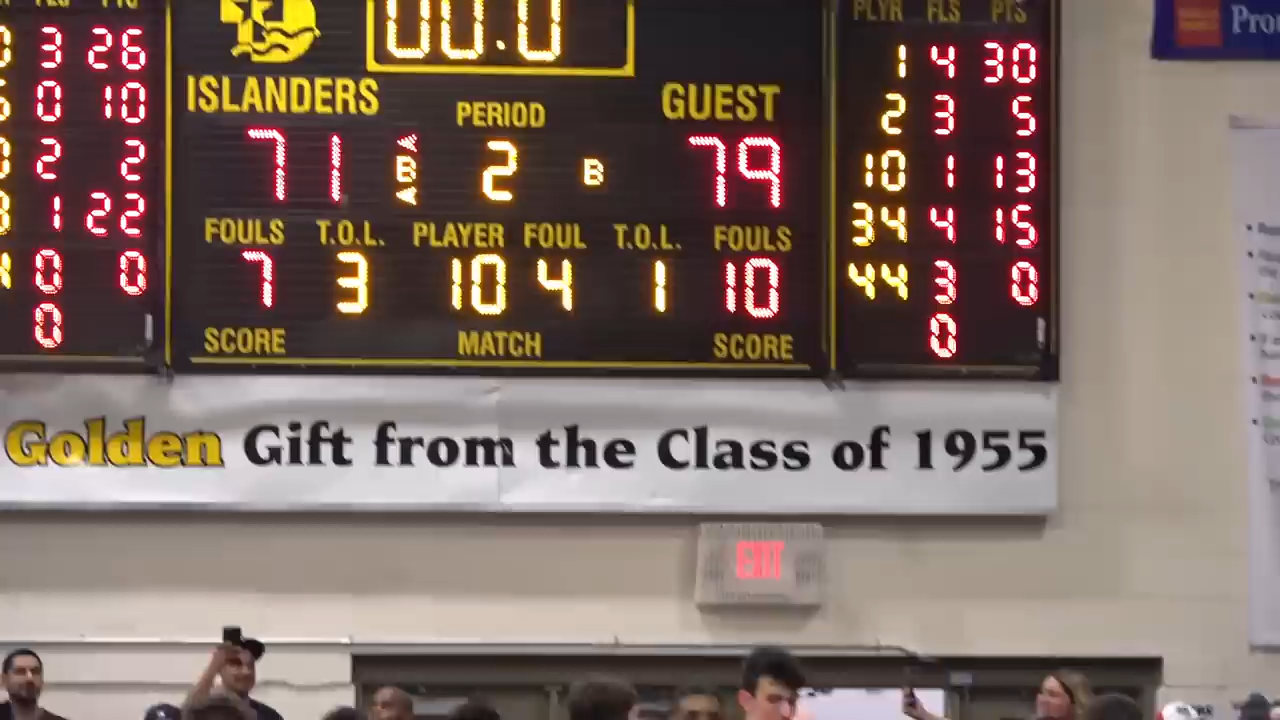 00.0
ISLANDERS PERIOD GUEST
71 A B A 2 B 79
FOULS T.O.L. PLAYER FOUL T.O.L. FOULS
7 3 10 4 1 10
SCORE MATCH SCORE
3 26
0 10
2 2
1 22
0 0
0
PLYR FLS PTS
1 4 30
2 3 5
10 1 13
34 4 15
44 3 0
0
Golden Gift from the Class of 1955
EXIT